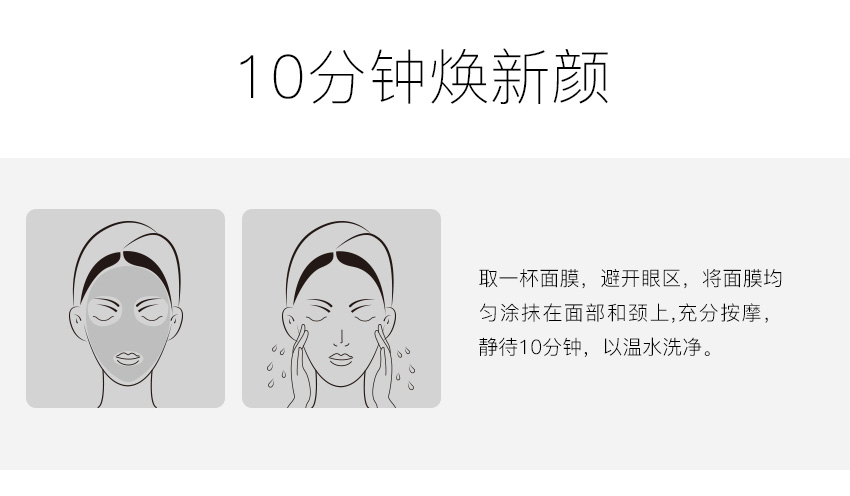 10分钟焕新颜
取一杯面膜，避开眼区，将面膜均
匀涂抹在面部和颈上,充分按摩，
静待10分钟，以温水洗净。